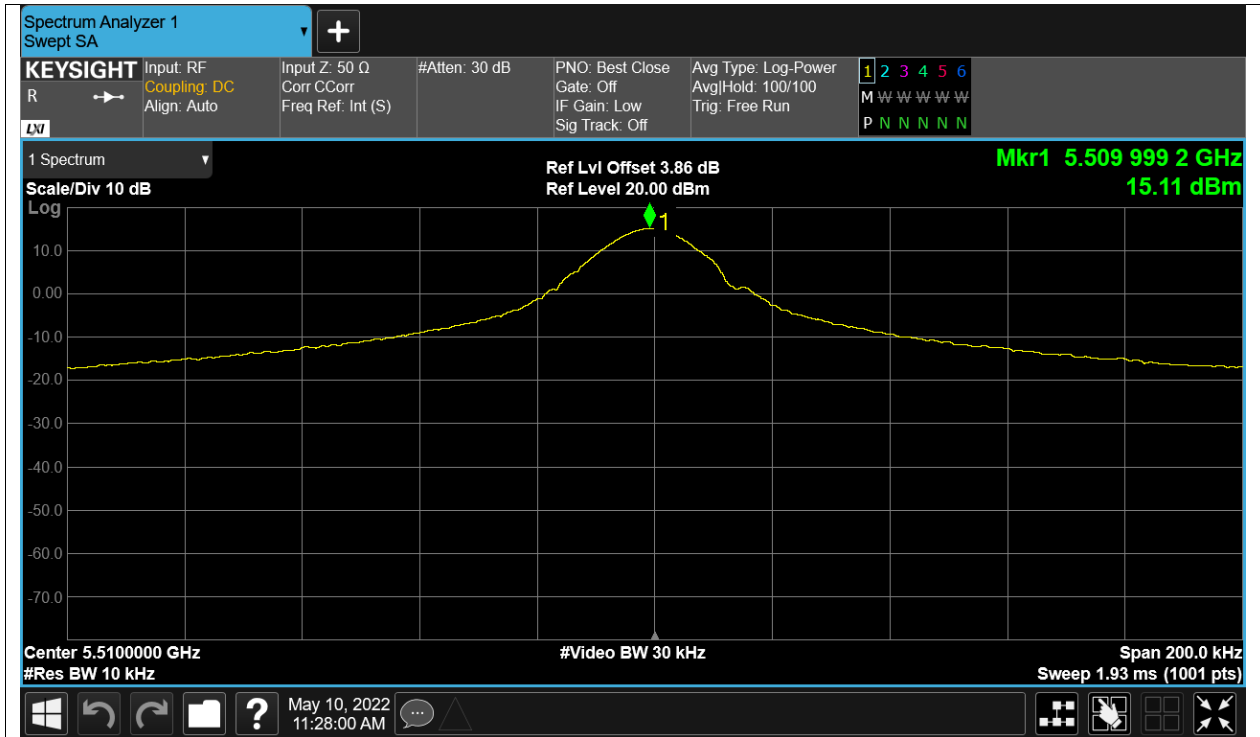 Spectrum Analyzer 1
Swept SA
+
KEYSIGHT
R
LXI
Input: RF
Coupling: DC
Align: Auto
Input Z: 50 Ω
Corr CCorr
Freq Ref: Int (S)
#Atten: 30 dB
PNO: Best Close
Gate: Off
IF Gain: Low
Sig Track: Off
Avg Type: Log-Power
Avg|Hold: 100/100
Trig: Free Run
1 2 3 4 5 6
M W W W W W
P N N N N N
1 Spectrum
Scale/Div 10 dB
Log
Ref Lvl Offset 3.86 dB
Ref Level 20.00 dBm
Mkr1 5.509 999 2 GHz
15.11 dBm
1
10.0
0.00
-10.0
-20.0
-30.0
-40.0
-50.0
-60.0
-70.0
Center 5.5100000 GHz
#Res BW 10 kHz
#Video BW 30 kHz
Span 200.0 kHz
Sweep 1.93 ms (1001 pts)
?
May 10, 2022
11:28:00 AM